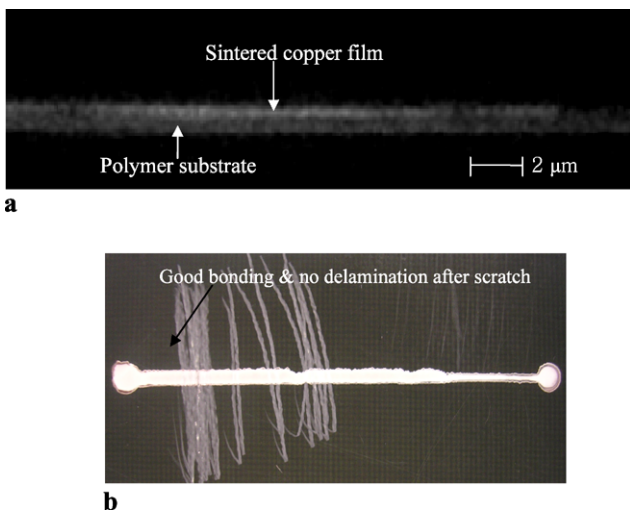 Sintered copper film
Polymer substrate
2 μm
a
Good bonding & no delamination after scratch
b